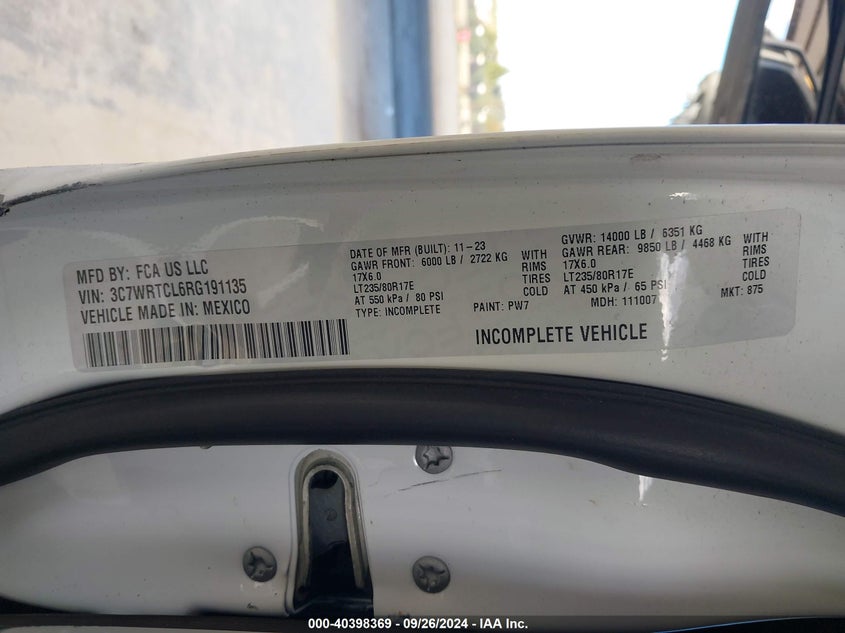 MFD BY: FCA US LLC
VIN: 3C7WRTCL6RG191135
VEHICLE MADE IN: MEXICO
DATE OF MFR (BUILT): 11-23
GAWR FRONT: 6000 LB / 2722 KG WITH
17X6.0 RIMS
LT235/80R17E TIRES
AT 550 kPa / 80 PSI COLD
TYPE: INCOMPLETE
GVWR: 14000 LB / 6351 KG
GAWR REAR: 9850 LB / 4468 KG WITH
17X6.0 RIMS
LT235/80R17E TIRES
AT 450 kPa / 65 PSI COLD
PAINT: PW7 MDH: 111007 MKT: 875
INCOMPLETE VEHICLE
000-40398369 - 09/26/2024 - IAA Inc.